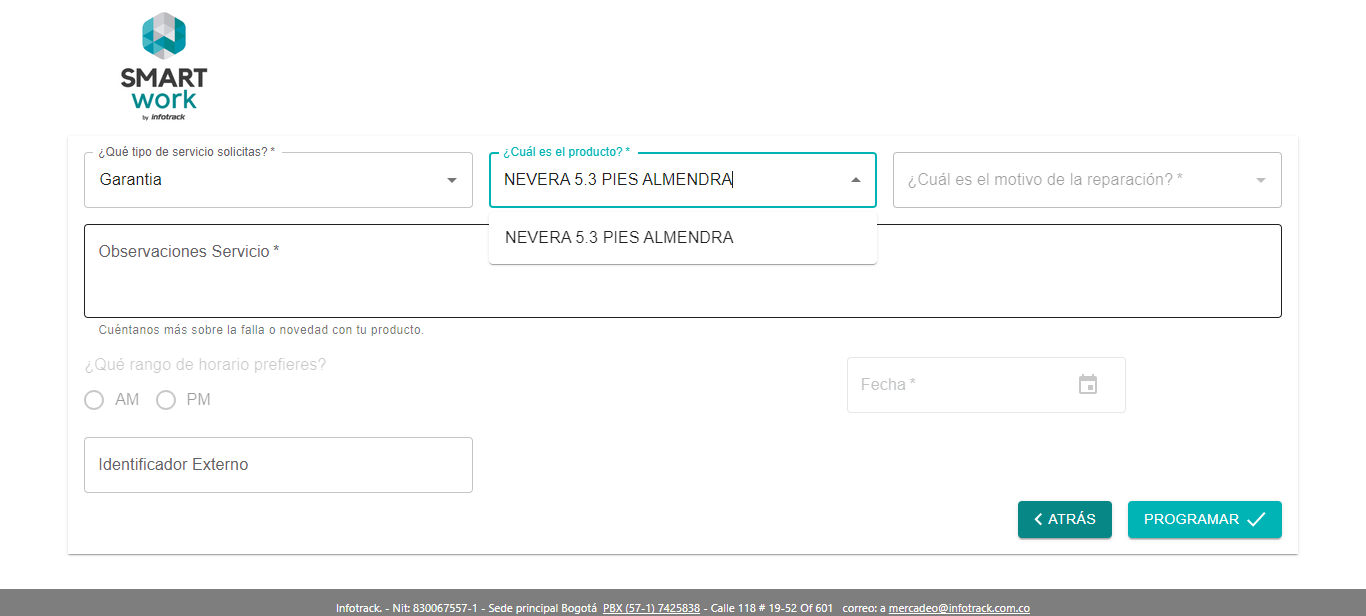 SMART
work
by infotrack
¿Qué tipo de servicio solicitas? *
Garantia
¿Cuál es el producto? *
NEVERA 5.3 PIES ALMENDRA
¿Cuál es el motivo de la reparación? *
NEVERA 5.3 PIES ALMENDRA
Observaciones Servicio *
Cuéntanos más sobre la falla o novedad con tu producto.
¿Qué rango de horario prefieres?
AM PM
Fecha *
Identificador Externo
ATRÁS
PROGRAMAR
Infotrack. - Nit: 830067557-1 - Sede principal Bogotá PBX (57-1) 7425838 - Calle 118 # 19-52 Of 601 correo: a mercadeo@infotrack.com.co